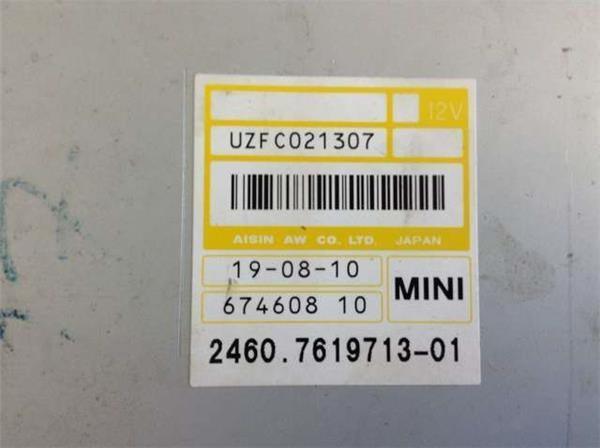 12V
UZFC021307
AISIN AW CO. LTD. JAPAN
19-08-10
MINI
674608 10
2460.7619713-01